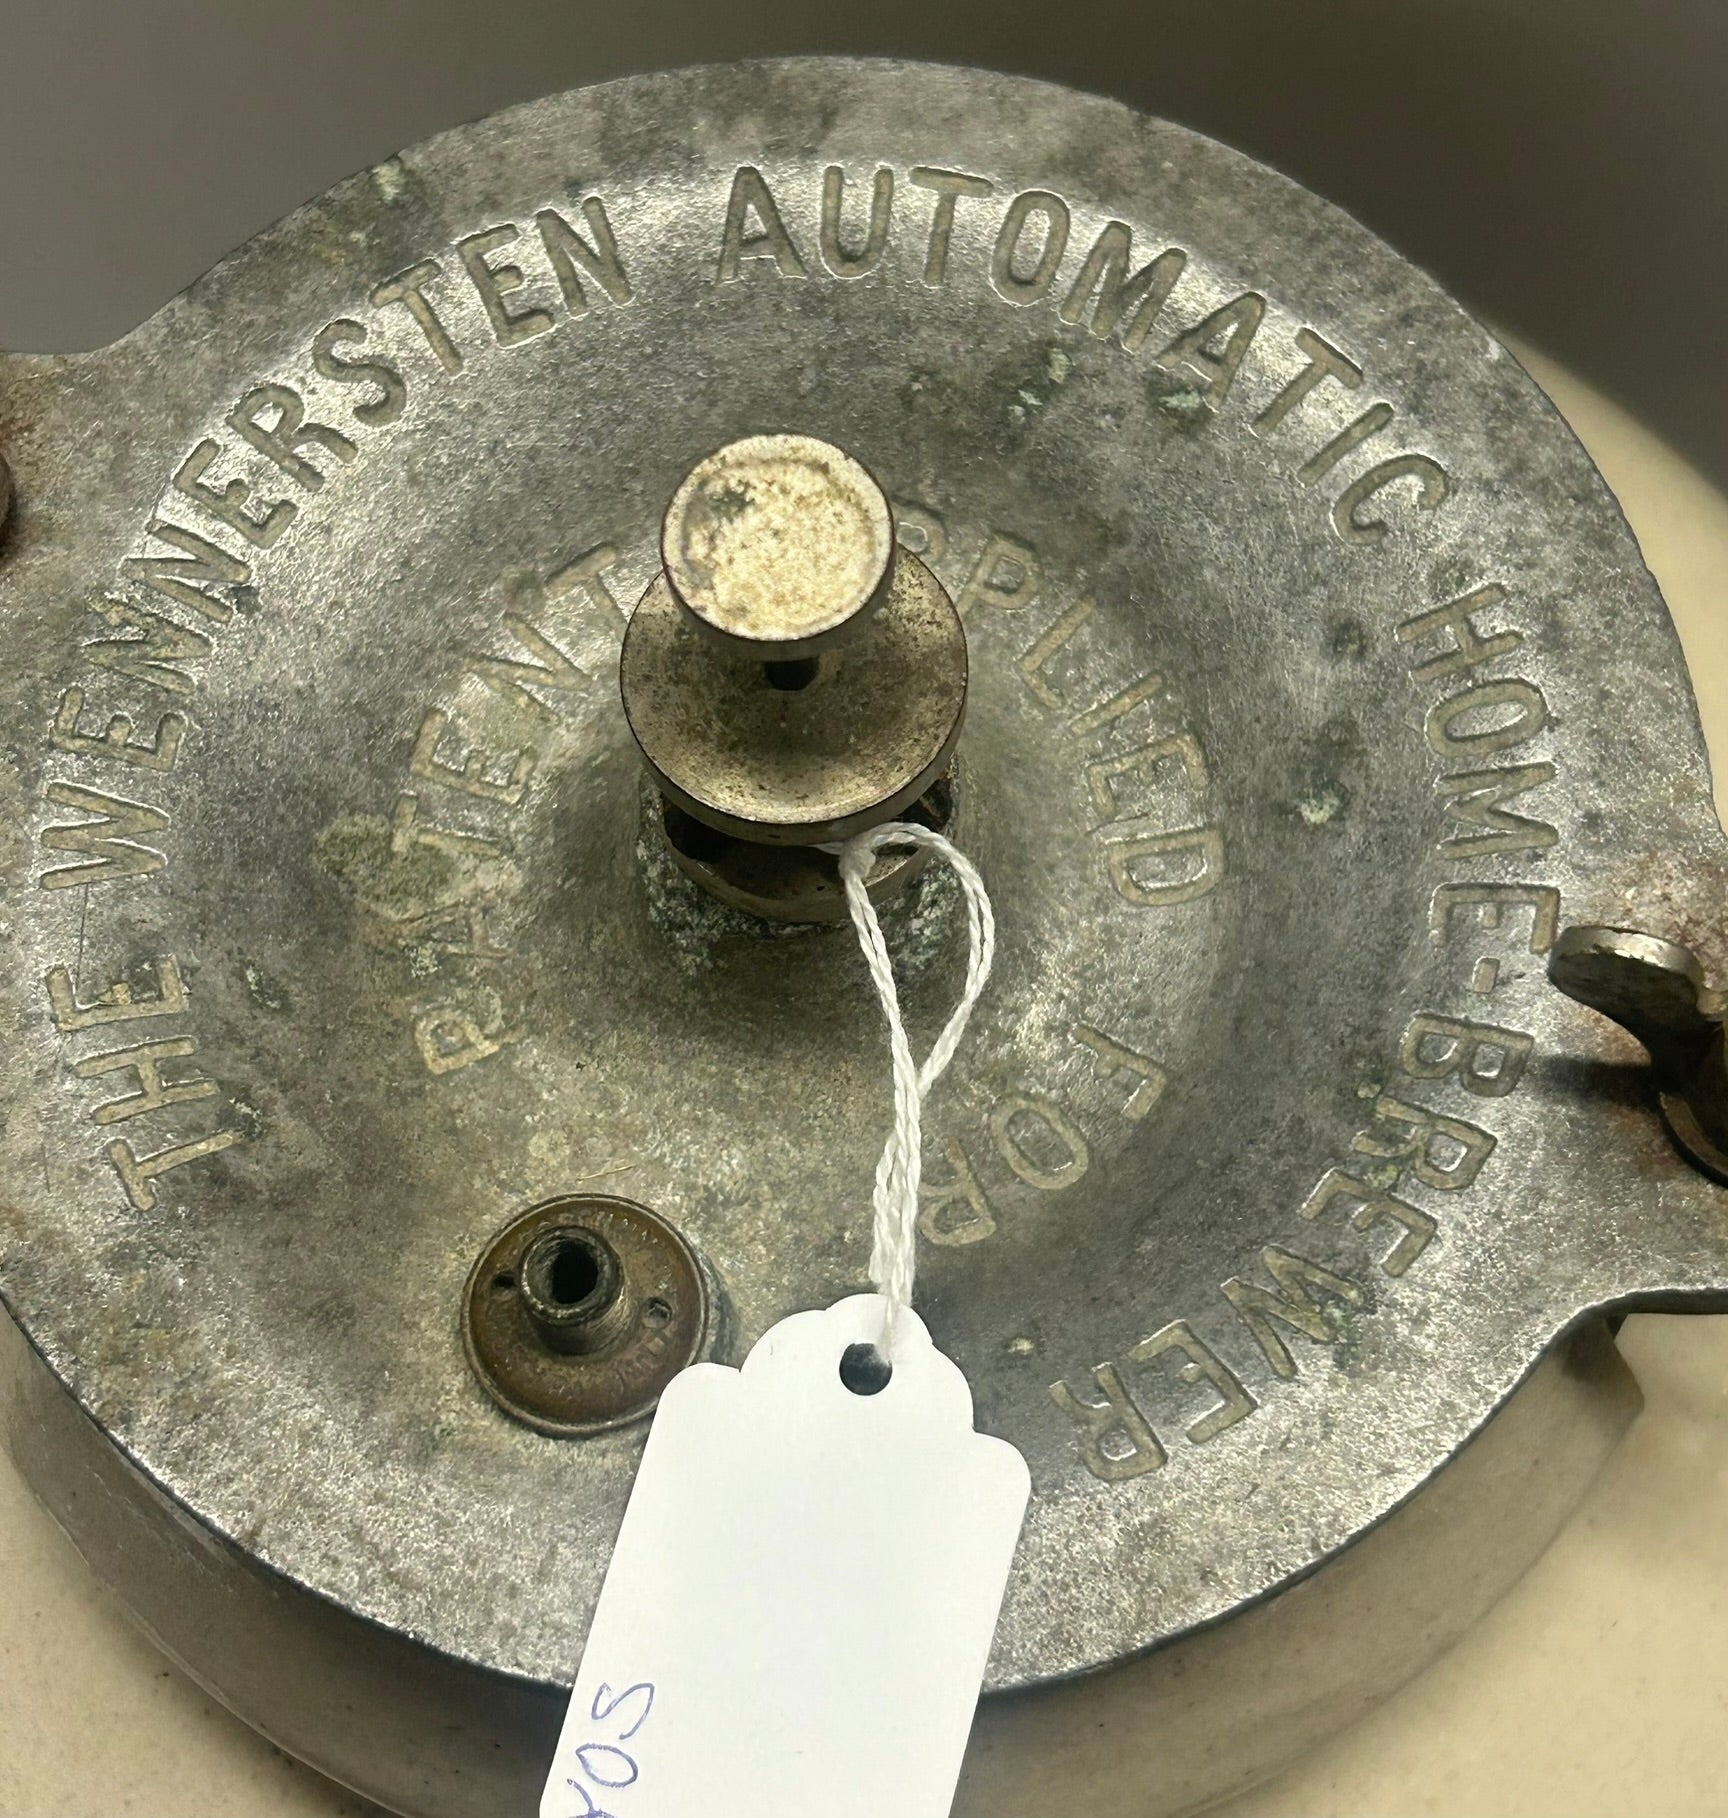 THE WENNERSTEN AUTOMATIC HOME-BREWER
PATENT APPLIED FOR